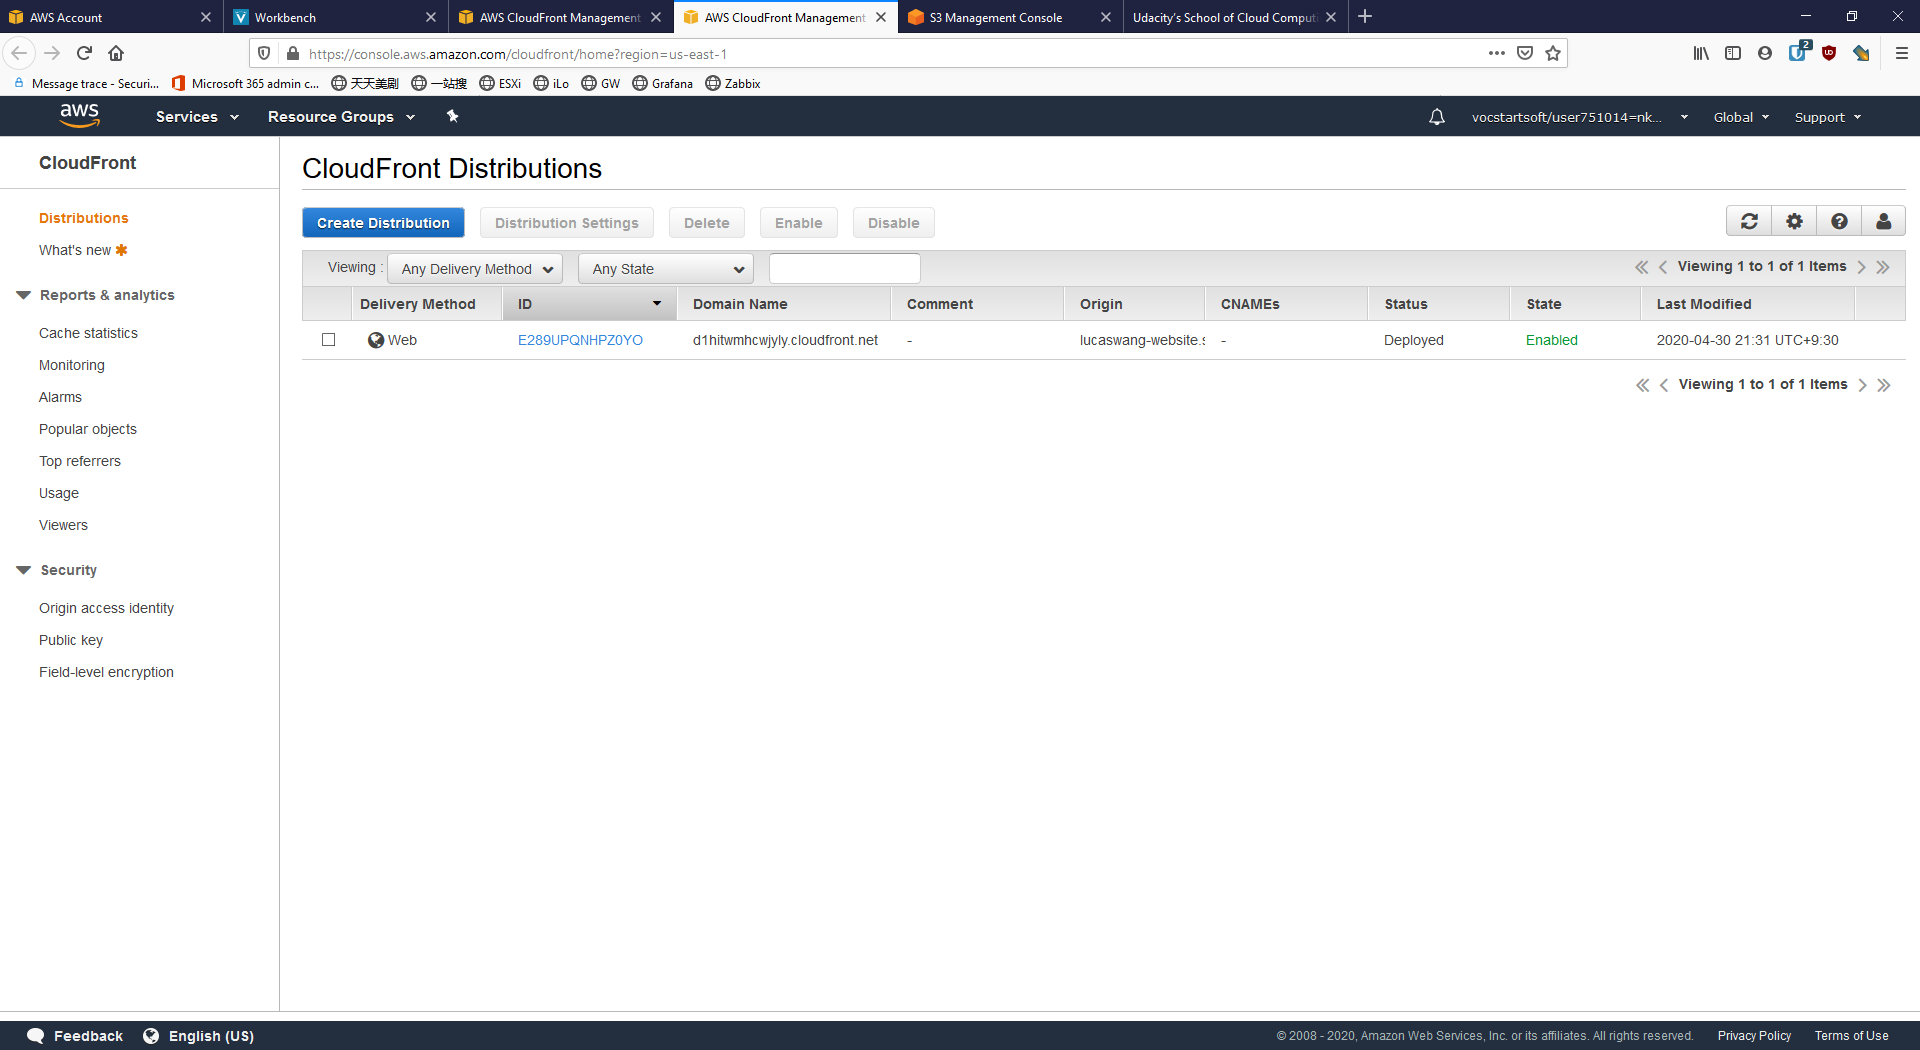 AWS Account
Workbench
AWS CloudFront Management
AWS CloudFront Management
S3 Management Console
Udacity's School of Cloud Computi
https://console.aws.amazon.com/cloudfront/home?region=us-east-1
2
Message trace - Securi...
Microsoft 365 admin c...
天天美剧
一站搜
ESXi
iLo
GW
Grafana
Zabbix
aws
Services
Resource Groups
vocstartsoft/user751014=nk...
Global
Support
CloudFront
Distributions
What's new
Reports & analytics
Cache statistics
Monitoring
Alarms
Popular objects
Top referrers
Usage
Viewers
Security
Origin access identity
Public key
Field-level encryption
CloudFront Distributions
Create Distribution
Distribution Settings
Delete
Enable
Disable
Viewing :
Any Delivery Method
Any State
Viewing 1 to 1 of 1 Items
Delivery Method
ID
Domain Name
Comment
Origin
CNAMEs
Status
State
Last Modified
Web
E289UPQNHPZ0YO
d1hitwmhcwjyly.cloudfront.net
-
lucaswang-website.s
-
Deployed
Enabled
2020-04-30 21:31 UTC+9:30
Viewing 1 to 1 of 1 Items
Feedback
English (US)
© 2008 - 2020, Amazon Web Services, Inc. or its affiliates. All rights reserved.
Privacy Policy
Terms of Use